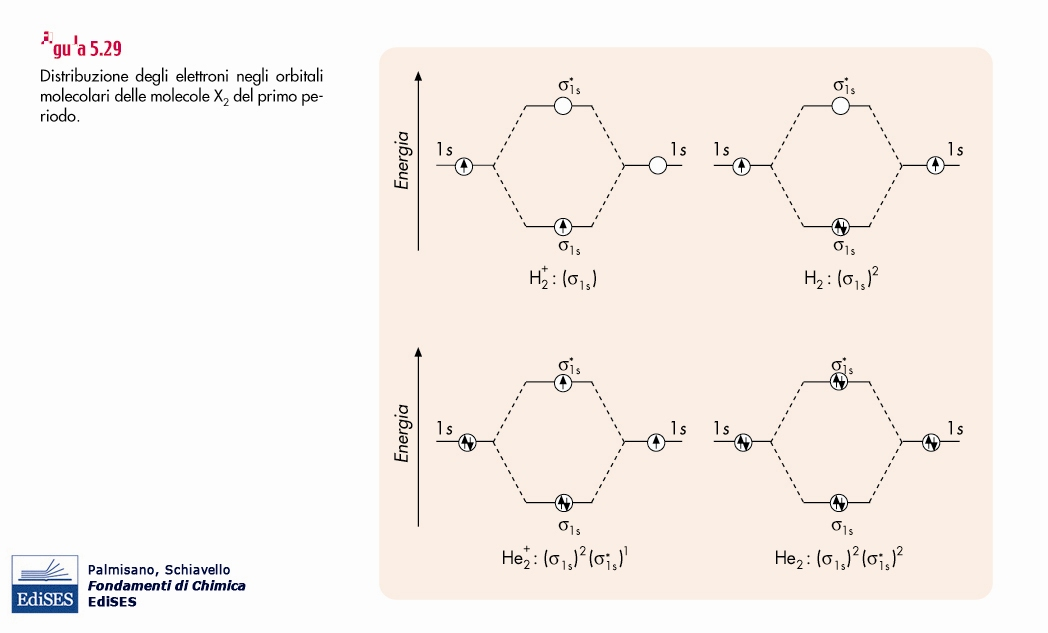 Figura 5.29
Distribuzione degli elettroni negli orbitali
molecolari delle molecole X₂ del primo pe-
riodo.
Energia
σ*1s
1s
1s
σ1s
H₂⁺ : (σ1s)
σ*1s
1s
1s
σ1s
H₂ : (σ1s)²
Energia
σ*1s
1s
1s
σ1s
He₂⁺ : (σ1s)²(σ*1s)¹
σ*1s
1s
1s
σ1s
He₂ : (σ1s)²(σ*1s)²
EdiSES
Palmisano, Schiavello
Fondamenti di Chimica
EdiSES